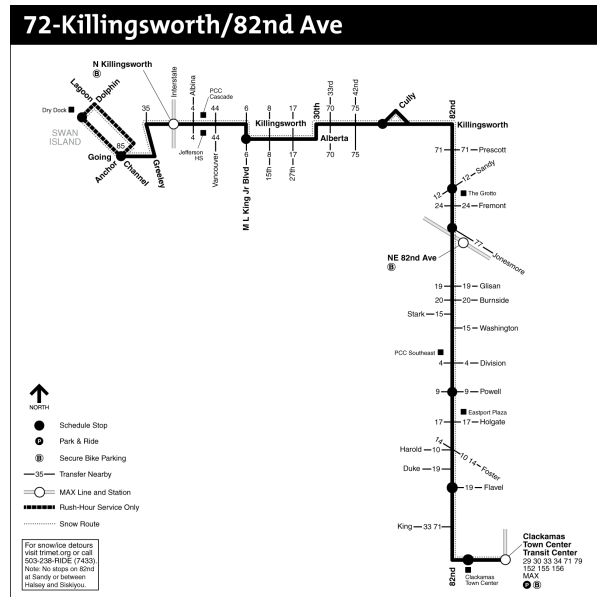 72-Killingsworth/82nd Ave
N Killingsworth
B
Interstate
Albina
PCC
Cascade
33rd
42nd
Lagoon
Dolphin
Dry Dock
SWAN
ISLAND
85
Going
Anchor
Channel
Greeley
35
4
44
6
8
17
Killingsworth
30th
70
75
Cully
82nd
Killingsworth
4
Jefferson
HS
44
Vancouver
6
M L King Jr Blvd
8
15th
17
27th
Alberta
70
75
71
71
Prescott
12
12
Sandy
The Grotto
24
24
Fremont
77
Jonesmore
NE 82nd Ave
B
19
19
Glisan
20
20
Burnside
Stark
15
15
Washington
PCC Southeast
4
4
Division
9
9
Powell
Eastport Plaza
17
17
Holgate
14
Harold
10
10 14
Foster
Duke
19
19
Flavel
King
33 71
82nd
Clackamas
Town Center
Clackamas
Town Center
Transit Center
29 30 33 34 71 79
152 155 156
MAX
P B
NORTH
Schedule Stop
P Park & Ride
B Secure Bike Parking
35 Transfer Nearby
MAX Line and Station
Rush-Hour Service Only
Snow Route
For snow/ice detours
visit trimet.org or call
503-238-RIDE (7433).
Note: No stops on 82nd
at Sandy or between
Halsey and Siskiyou.